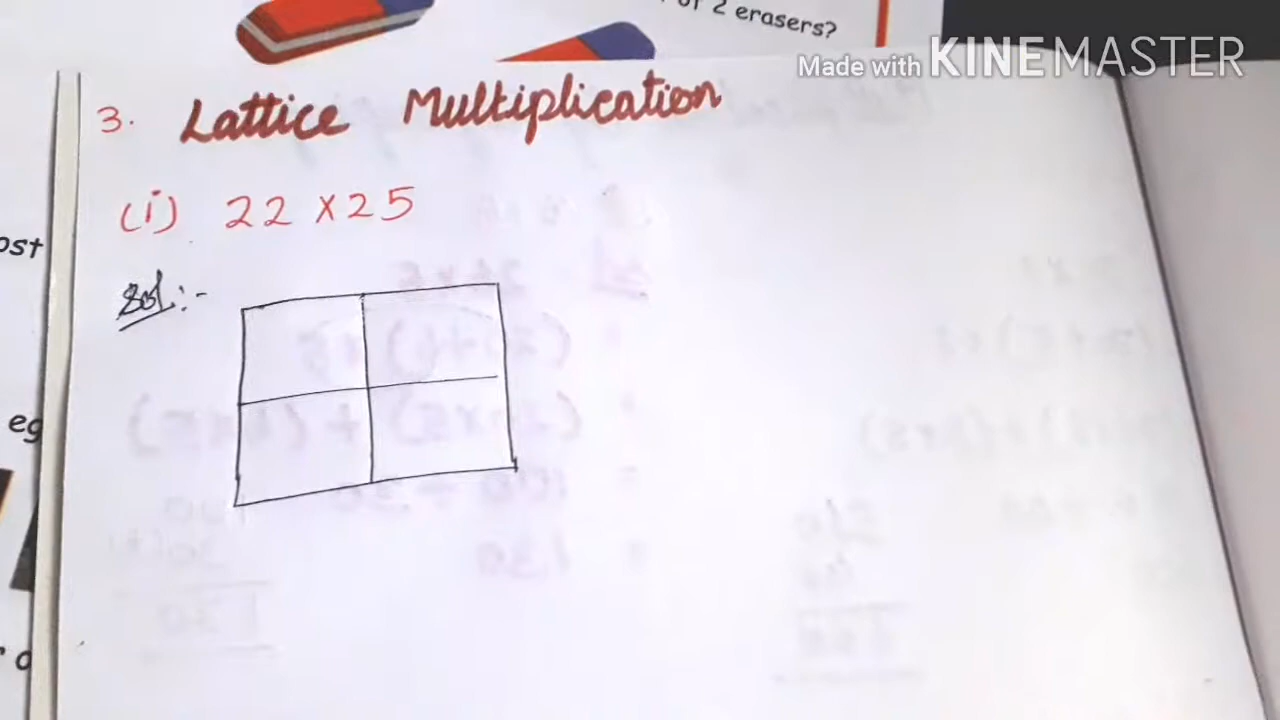 of 2 erasers?
Made with KINEMASTER
3. Lattice Multiplication
(i) 22 x 25
ost
Sol:-
eg